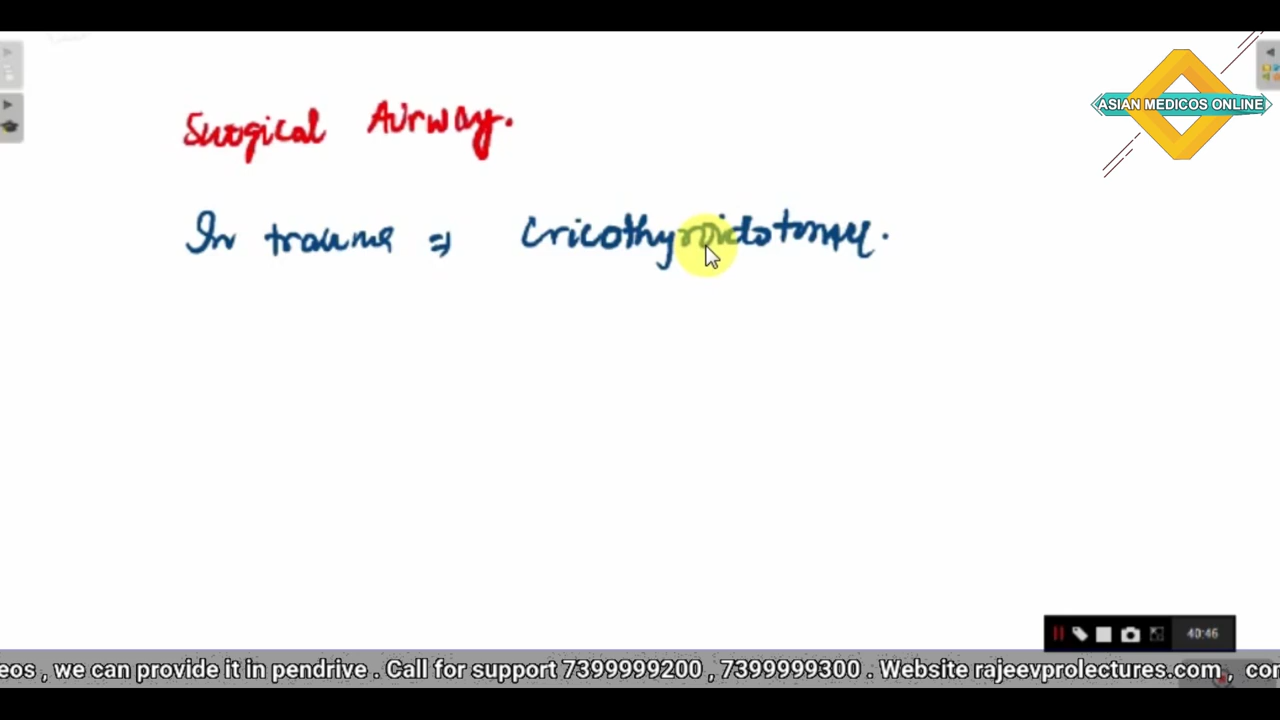 ASIAN MEDICOS ONLINE
Surgical Airway.
In trauma ⇒ Cricothyroidotomy.
40:46
eos , we can provide it in pendrive . Call for support 7399999200 , 7399999300 . Website rajeevprolectures.com , con